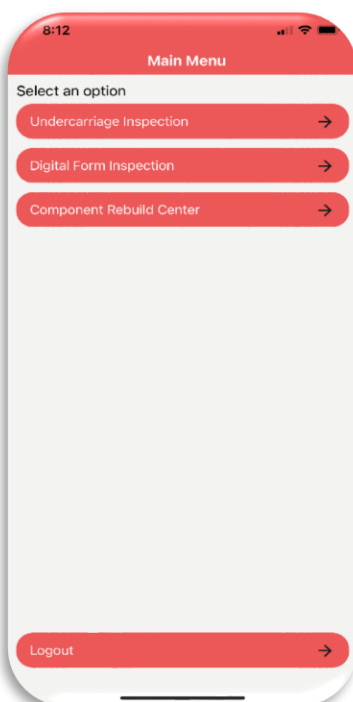 8:12
Main Menu
Select an option
Undercarriage Inspection
Digital Form Inspection
Component Rebuild Center
Logout